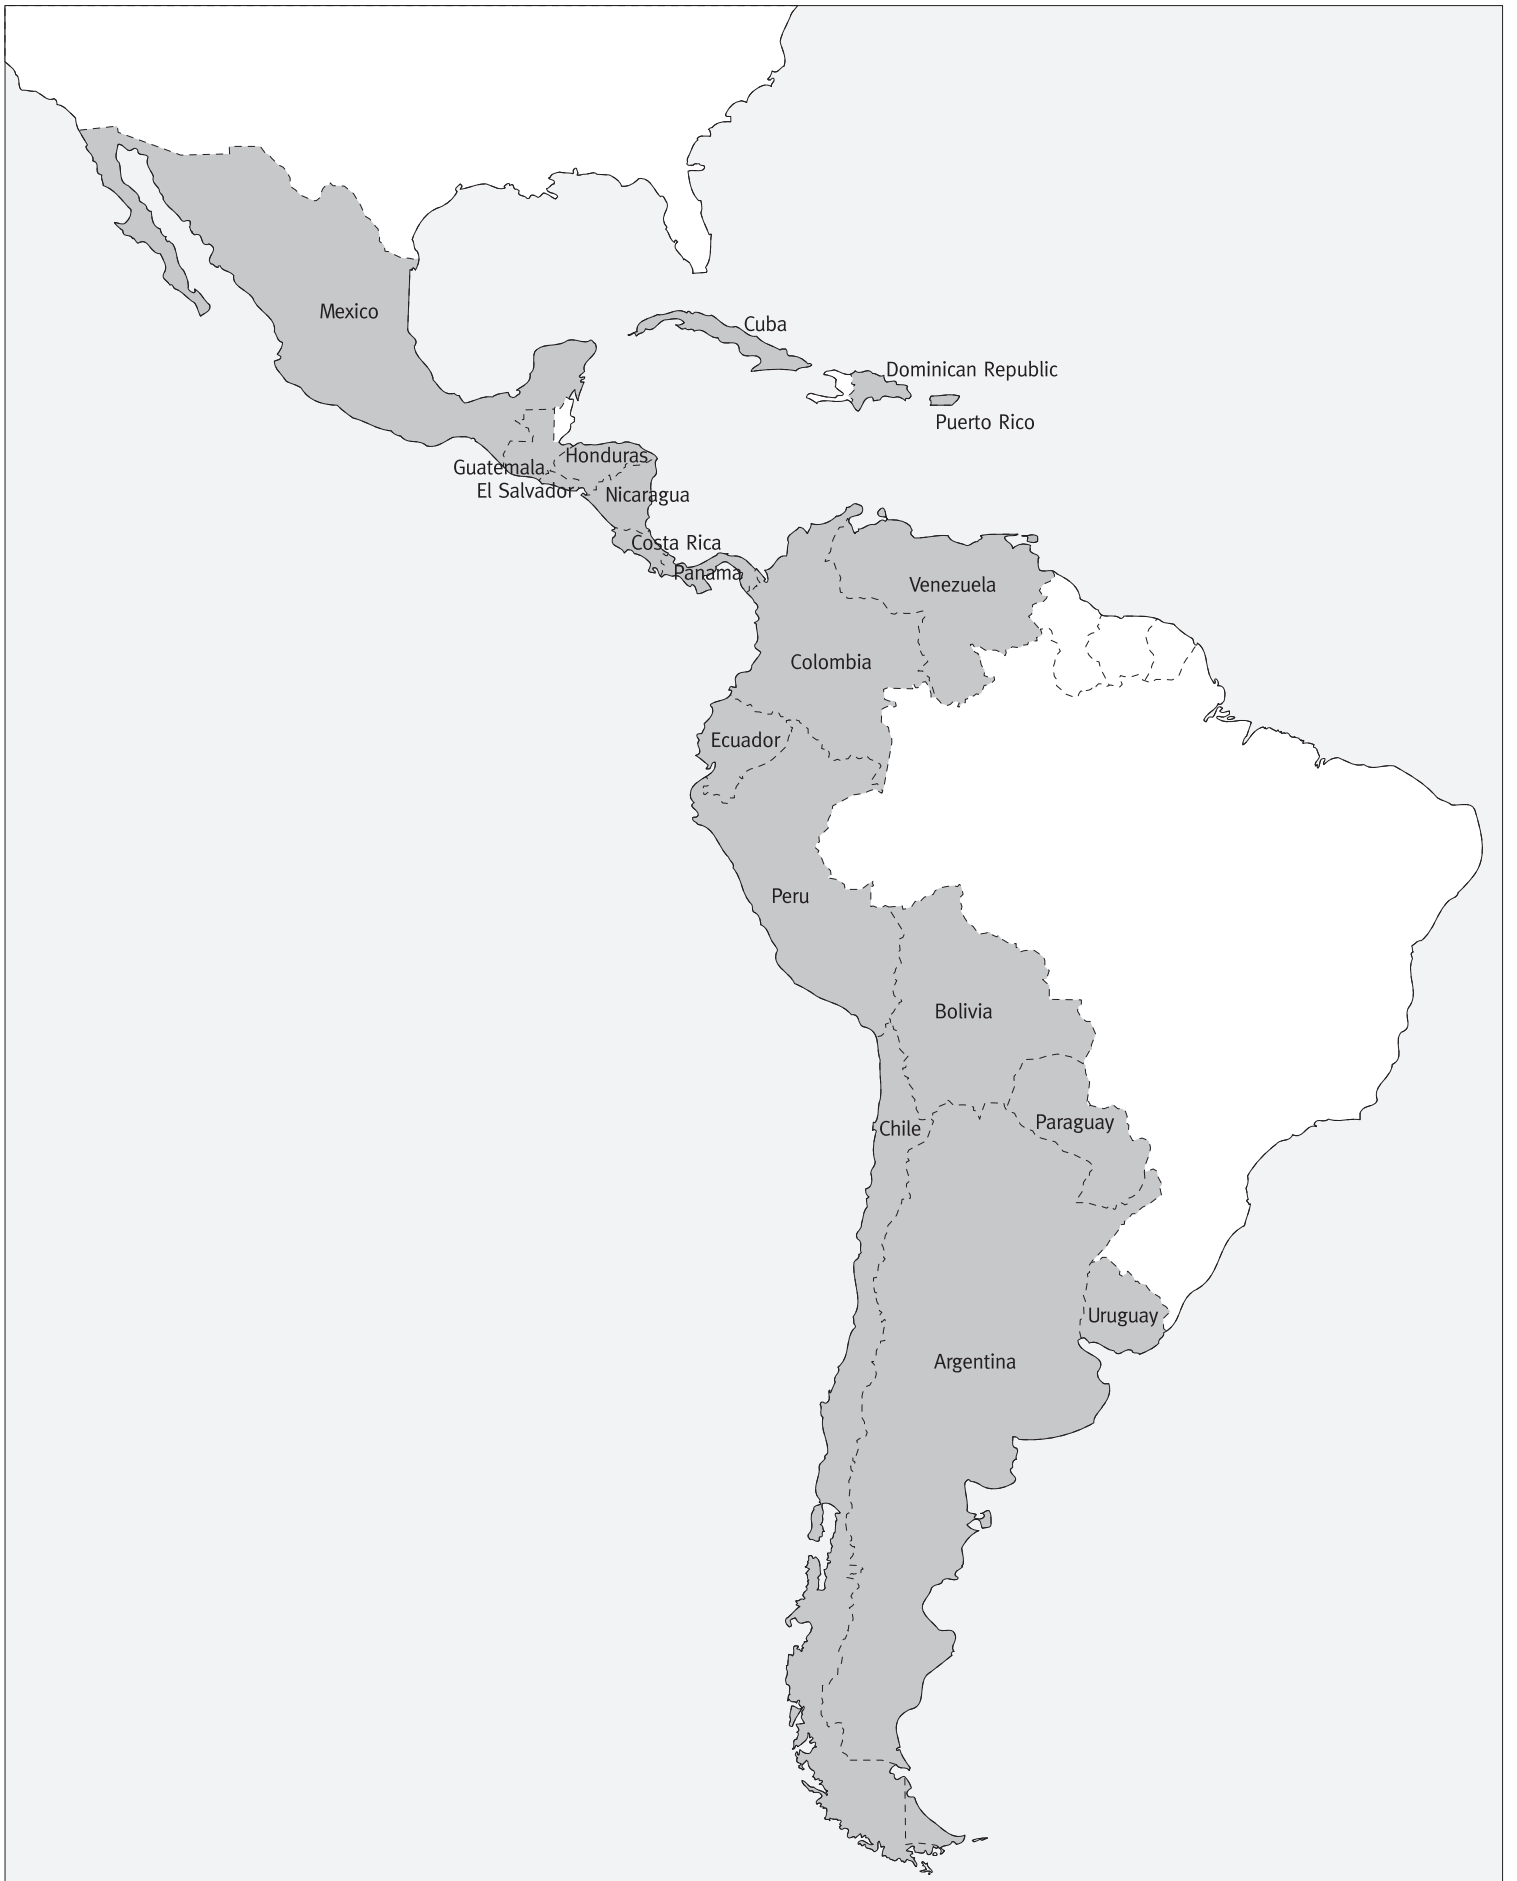 Mexico
Cuba
Dominican Republic
Puerto Rico
Honduras
Guatemala
El Salvador
Nicaragua
Costa Rica
Panama
Venezuela
Colombia
Ecuador
Peru
Bolivia
Paraguay
Chile
Uruguay
Argentina